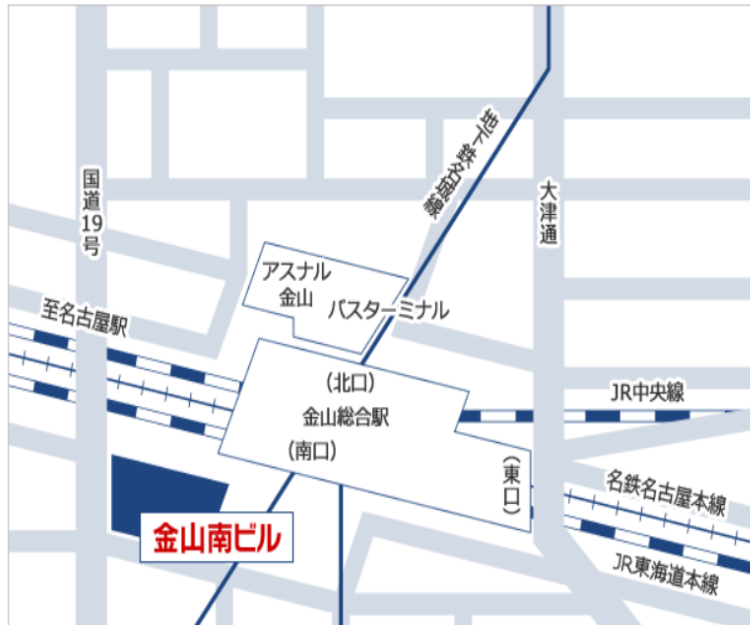 国道19号
地下鉄名城線
大津通
アスナル
金山
バスターミナル
至名古屋駅
(北口)
金山総合駅
(南口)
(東口)
JR中央線
名鉄名古屋本線
JR東海道本線
金山南ビル